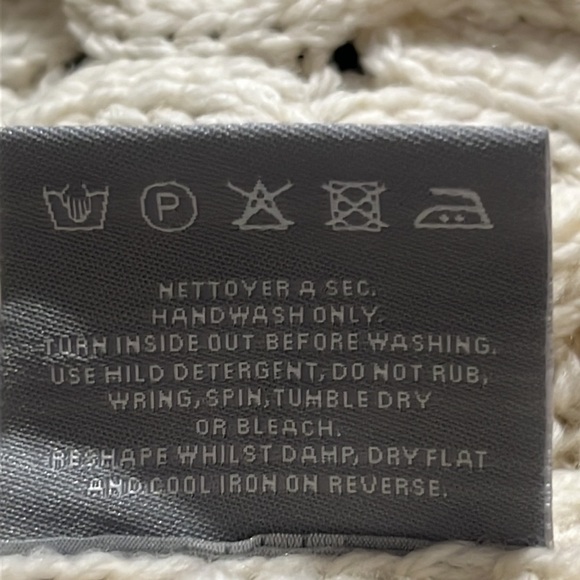 P
NETTOYER A SEC.
HANDWASH ONLY.
TURN INSIDE OUT BEFORE WASHING.
USE MILD DETERGENT, DO NOT RUB,
WRING, SPIN, TUMBLE DRY
OR BLEACH.
RESHAPE WHILST DAMP, DRY FLAT
AND COOL IRON ON REVERSE.